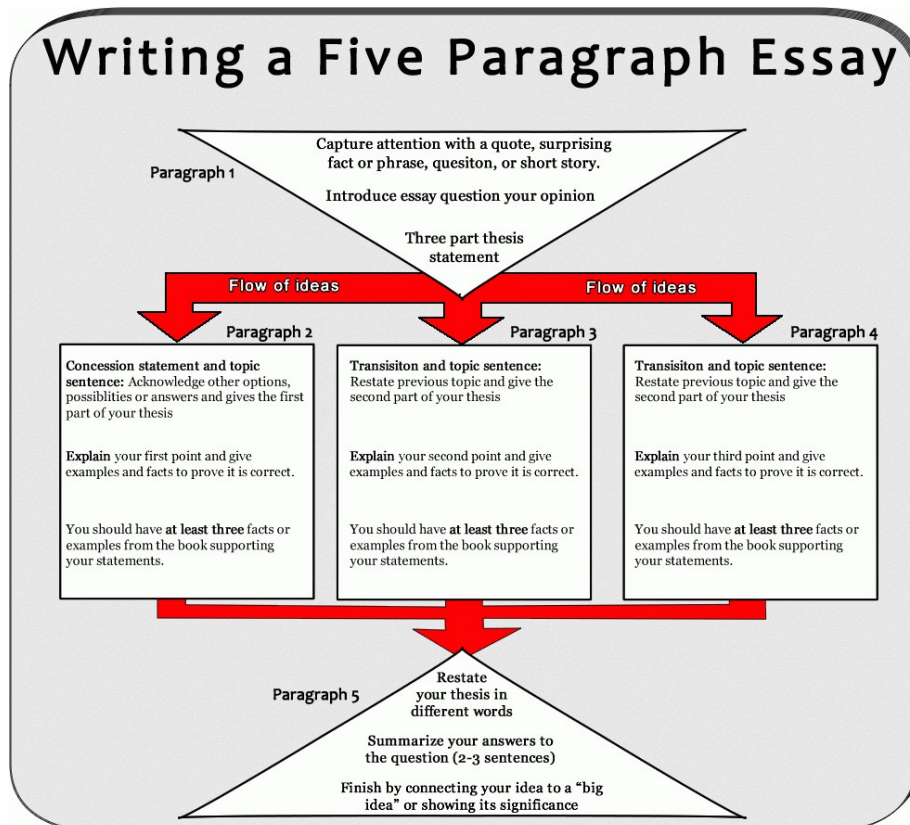 Writing a Five Paragraph Essay
Paragraph 1
Capture attention with a quote, surprising
fact or phrase, quesiton, or short story.
Introduce essay question your opinion
Three part thesis
statement
Flow of ideas
Flow of ideas
Paragraph 2
Concession statement and topic
sentence: Acknowledge other options,
possiblities or answers and gives the first
part of your thesis
Explain your first point and give
examples and facts to prove it is correct.
You should have at least three facts or
examples from the book supporting
your statements.
Paragraph 3
Transisiton and topic sentence:
Restate previous topic and give the
second part of your thesis
Explain your second point and give
examples and facts to prove it is correct.
You should have at least three facts or
examples from the book supporting
your statements.
Paragraph 4
Transisiton and topic sentence:
Restate previous topic and give the
second part of your thesis
Explain your third point and give
examples and facts to prove it is correct.
You should have at least three facts or
examples from the book supporting
your statements.
Paragraph 5
Restate
your thesis in
different words
Summarize your answers to
the question (2-3 sentences)
Finish by connecting your idea to a “big
idea” or showing its significance